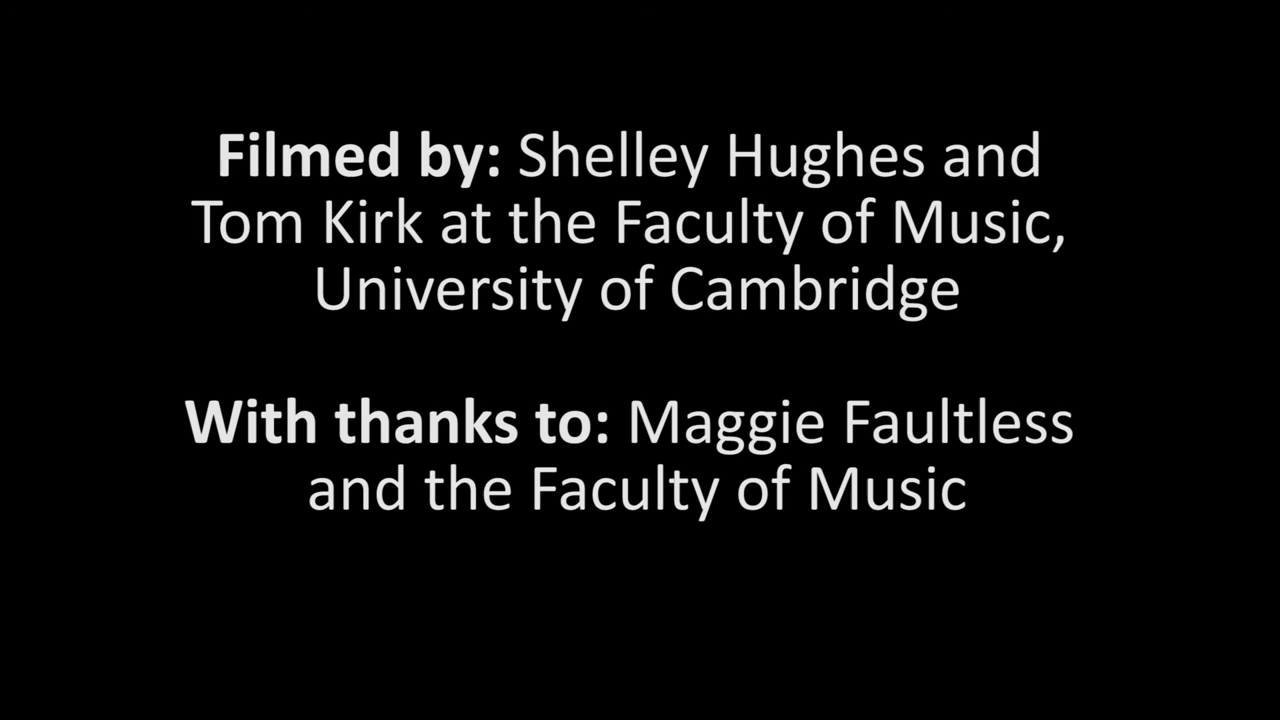 Filmed by: Shelley Hughes and
Tom Kirk at the Faculty of Music,
University of Cambridge
With thanks to: Maggie Faultless
and the Faculty of Music